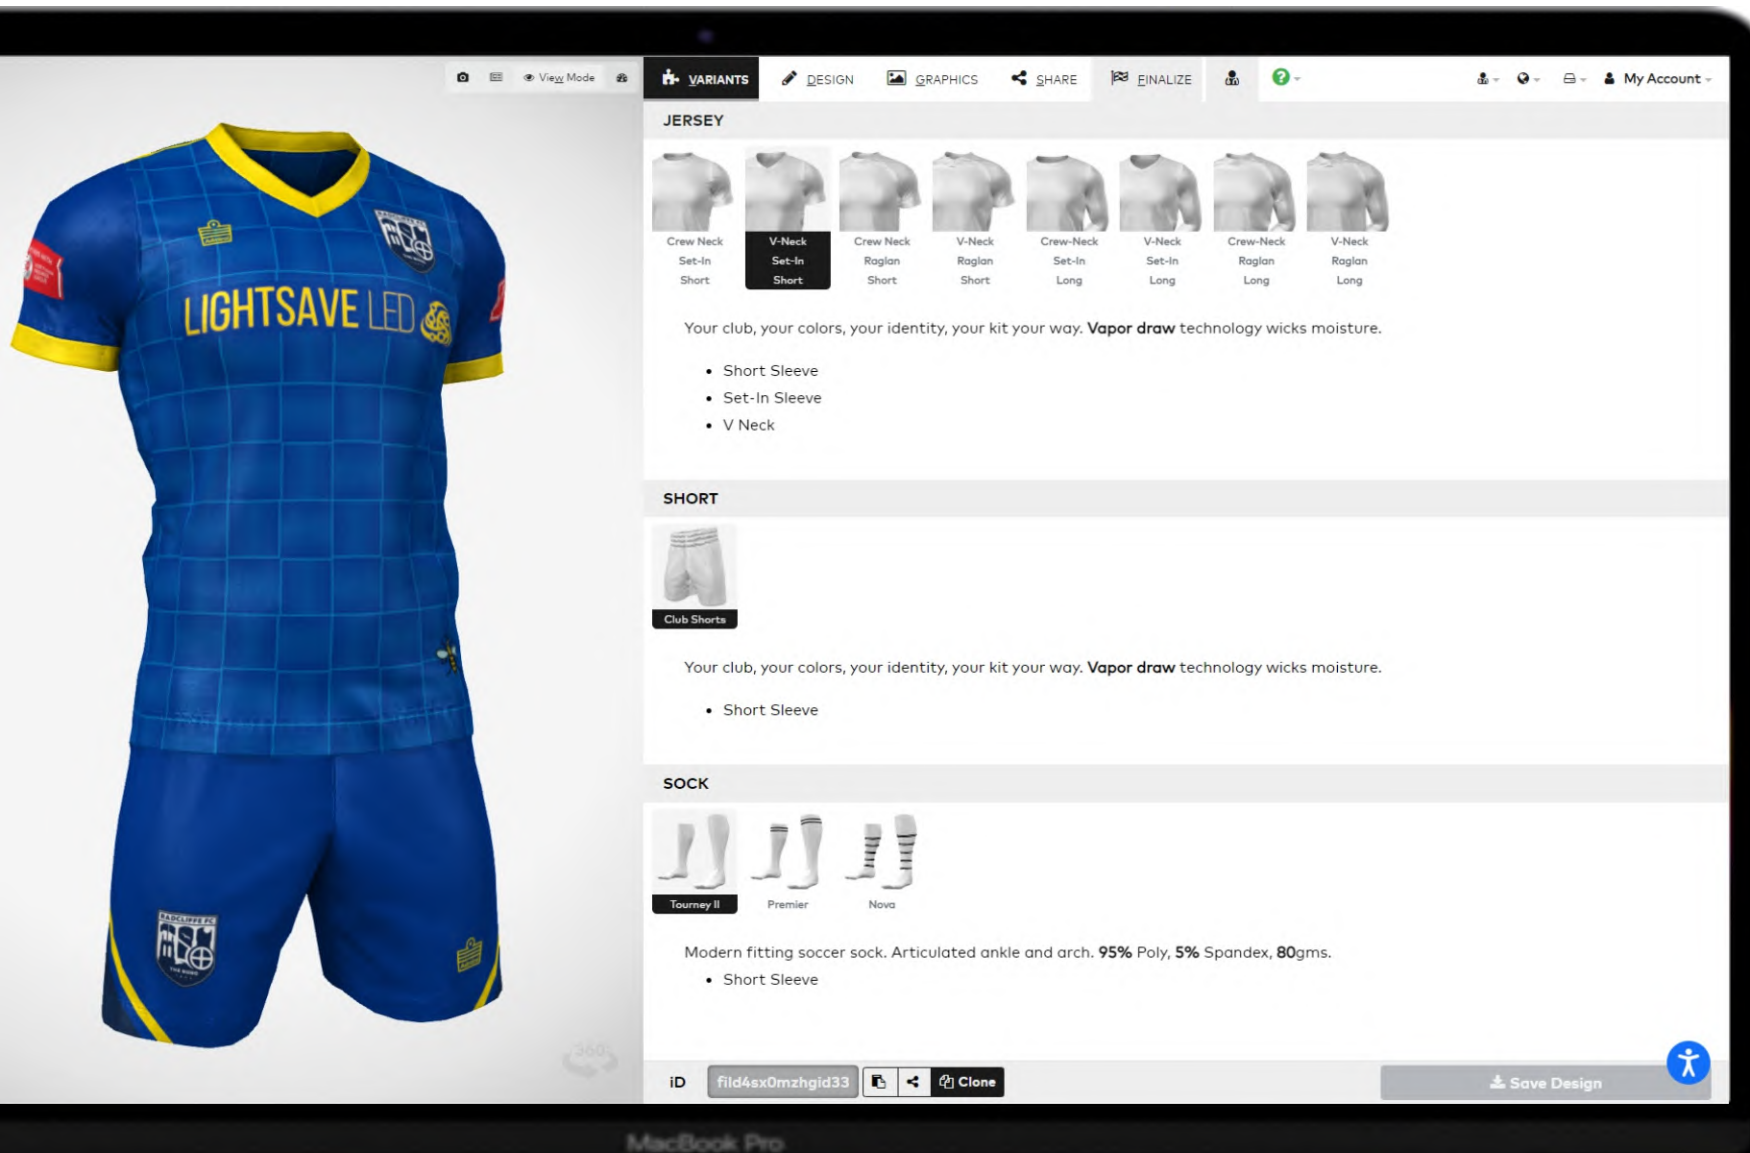 View Mode
VARIANTS
DESIGN
GRAPHICS
SHARE
FINALIZE
My Account
JERSEY
Crew Neck
Set-In
Short
V-Neck
Set-In
Short
Crew Neck
Raglan
Short
V-Neck
Raglan
Short
Crew-Neck
Set-In
Long
V-Neck
Set-In
Long
Crew-Neck
Raglan
Long
V-Neck
Raglan
Long
Your club, your colors, your identity, your kit your way. Vapor draw technology wicks moisture.
• Short Sleeve
• Set-In Sleeve
• V Neck
SHORT
Club Shorts
Your club, your colors, your identity, your kit your way. Vapor draw technology wicks moisture.
• Short Sleeve
SOCK
Tourney II
Premier
Nova
Modern fitting soccer sock. Articulated ankle and arch. 95% Poly, 5% Spandex, 80gms.
• Short Sleeve
iD
fild4sx0mzhgid33
Clone
Save Design
RADCLIFFE FC
LIGHTSAVE LED
RADCLIFFE FC
360
MacBook Pro